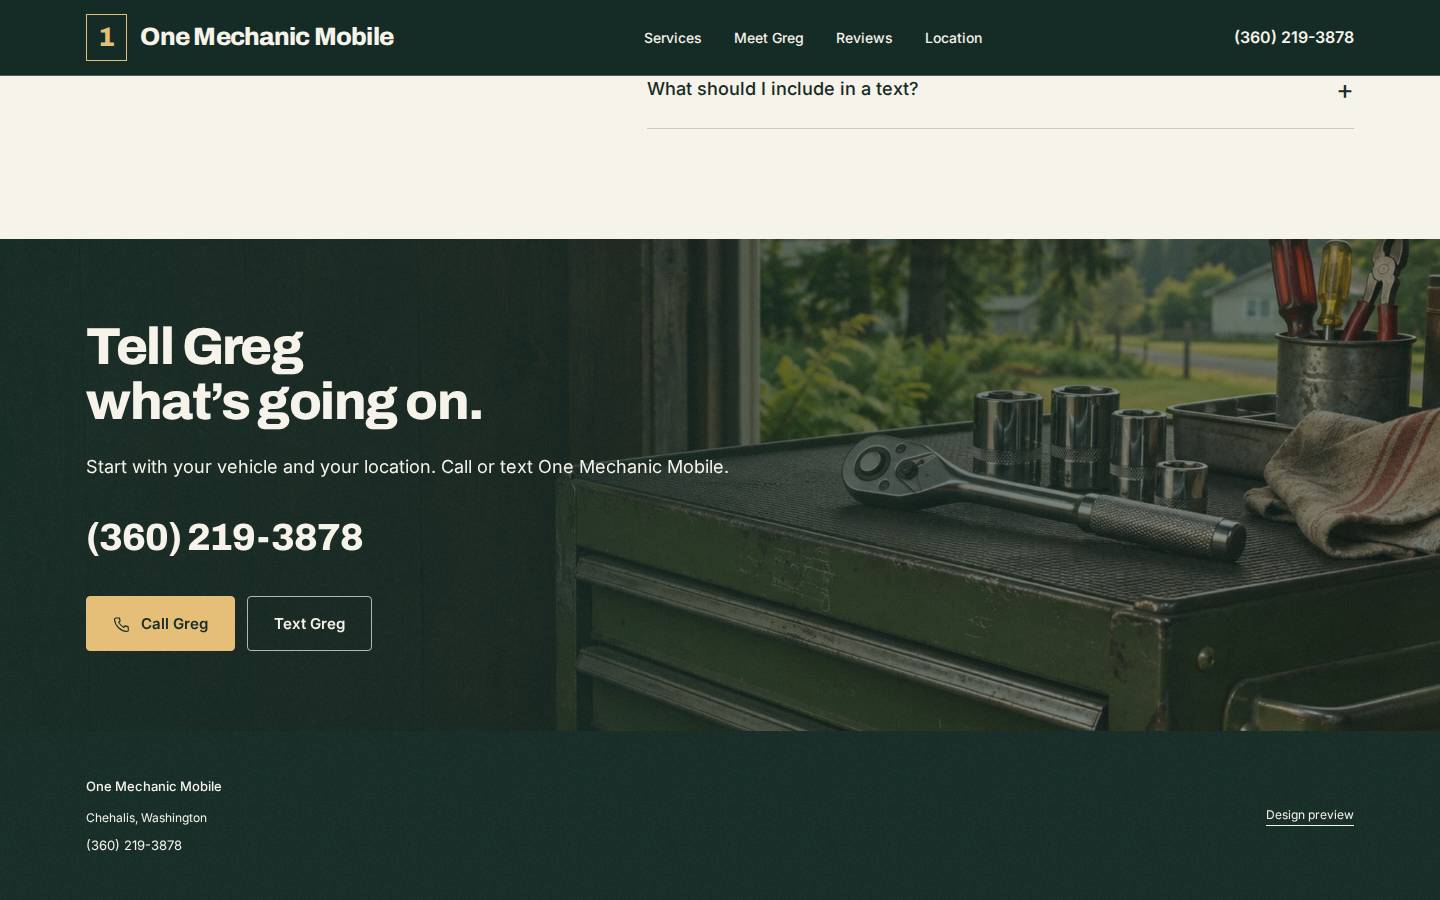 1 One Mechanic Mobile
Services Meet Greg Reviews Location
(360) 219-3878
What should I include in a text? +
Tell Greg
what’s going on.
Start with your vehicle and your location. Call or text One Mechanic Mobile.
(360) 219-3878
Call Greg
Text Greg
One Mechanic Mobile
Chehalis, Washington
(360) 219-3878
Design preview